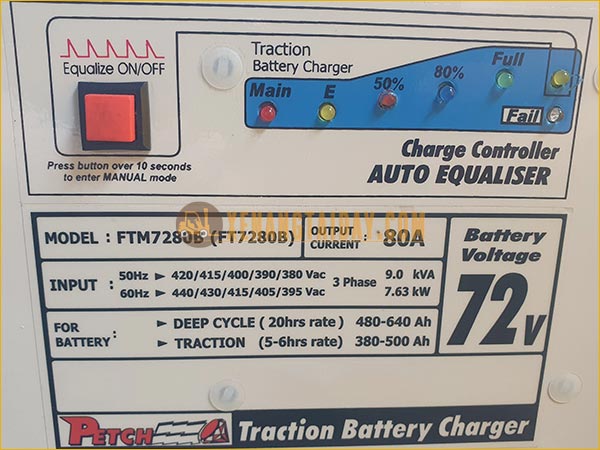 Equalize ON/OFF
Press button over 10 seconds
to enter MANUAL mode
Traction
Battery Charger
Main
E
50%
80%
Full
Fail
Charge Controller
AUTO EQUALISER
XENANGTAIDAY.COM
MODEL : FTM7280B (FT7280B)
OUTPUT CURRENT : 80A
INPUT : 50Hz ► 420/415/400/390/380 Vac
60Hz ► 440/430/415/405/395 Vac
3 Phase
9.0 kVA
7.63 kW
FOR BATTERY:
► DEEP CYCLE ( 20hrs rate ) 480-640 Ah
► TRACTION (5-6hrs rate) 380-500 Ah
Battery
Voltage
72V
PETCH Traction Battery Charger